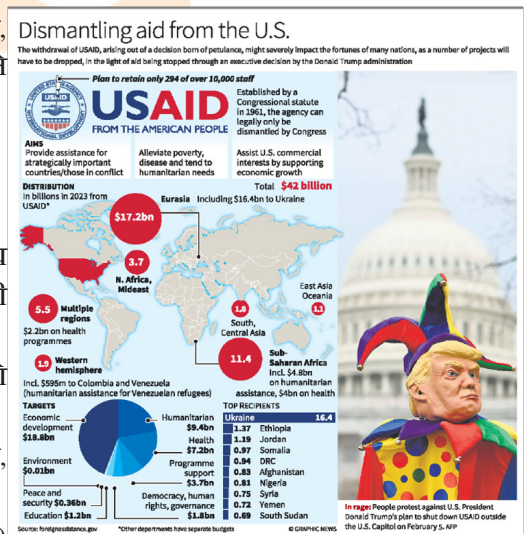 Dismantling aid from the U.S.
The withdrawal of USAID, arising out of a decision born of petulance, might severely impact the fortunes of many nations, as a number of projects will
have to be dropped, in the light of aid being stopped through an executive decision by the Donald Trump administration
Plan to retain only 294 of over 10,000 staff
USAID
USAID
FROM THE AMERICAN PEOPLE
Established by a
Congressional statute
in 1961, the agency can
legally only be
dismantled by Congress
AIMS
Provide assistance for
strategically important
countries/those in conflict
Alleviate poverty,
disease and tend to
humanitarian needs
Assist U.S. commercial
interests by supporting
economic growth
DISTRIBUTION
In billions in 2023 from
USAID*
Total $42 billion
$17.2bn
Eurasia Including $16.4bn to Ukraine
3.7
N. Africa,
Mideast
5.5 Multiple
regions
$2.2bn on health
programmes
1.8
South,
Central Asia
East Asia
Oceania
1.1
1.9 Western
hemisphere
Incl. $595m to Colombia and Venezuela
(humanitarian assistance for Venezuelan refugees)
11.4
Sub-
Saharan Africa
Incl. $4.8bn
on humanitarian
assistance, $4bn on health
TARGETS
Economic
development
$18.8bn
Environment
$0.01bn
Peace and
security $0.36bn
Education $1.2bn
Humanitarian
$9.4bn
Health
$7.2bn
Programme
support
$3.7bn
Democracy, human
rights, governance
$1.8bn
TOP RECIPIENTS
Ukraine 16.4
1.37 Ethiopia
1.19 Jordan
0.97 Somalia
0.94 DRC
0.83 Afghanistan
0.81 Nigeria
0.75 Syria
0.72 Yemen
0.69 South Sudan
Source: foreignassistance.gov
*Other departments have separate budgets
© GRAPHIC NEWS
In rage: People protest against U.S. President
Donald Trump's plan to shut down USAID outside
the U.S. Capitol on February 5. AFP